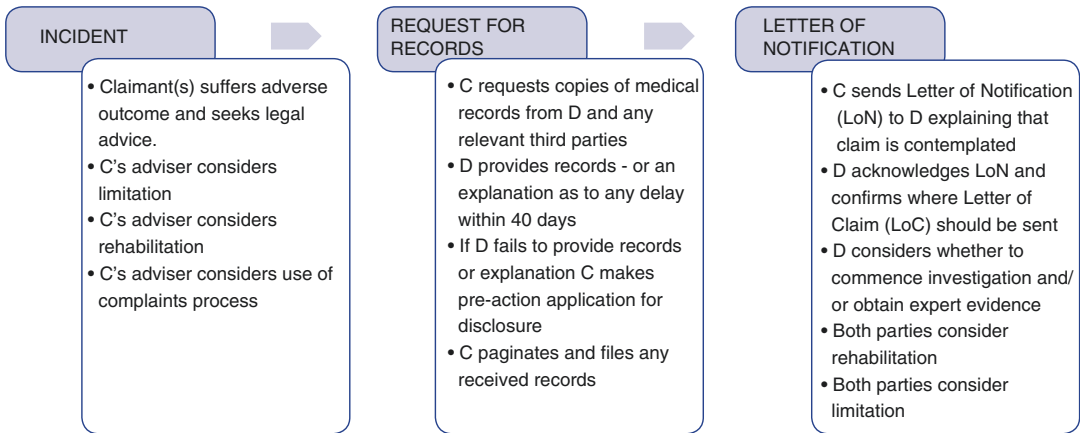 INCIDENT
• Claimant(s) suffers adverse
outcome and seeks legal
advice.
• C's adviser considers
limitation
• C's adviser considers
rehabilitation
• C's adviser considers use of
complaints process
REQUEST FOR
RECORDS
• C requests copies of medical
records from D and any
relevant third parties
• D provides records - or an
explanation as to any delay
within 40 days
• If D fails to provide records
or explanation C makes
pre-action application for
disclosure
• C paginates and files any
received records
LETTER OF
NOTIFICATION
• C sends Letter of Notification
(LoN) to D explaining that
claim is contemplated
• D acknowledges LoN and
confirms where Letter of
Claim (LoC) should be sent
• D considers whether to
commence investigation and/
or obtain expert evidence
• Both parties consider
rehabilitation
• Both parties consider
limitation